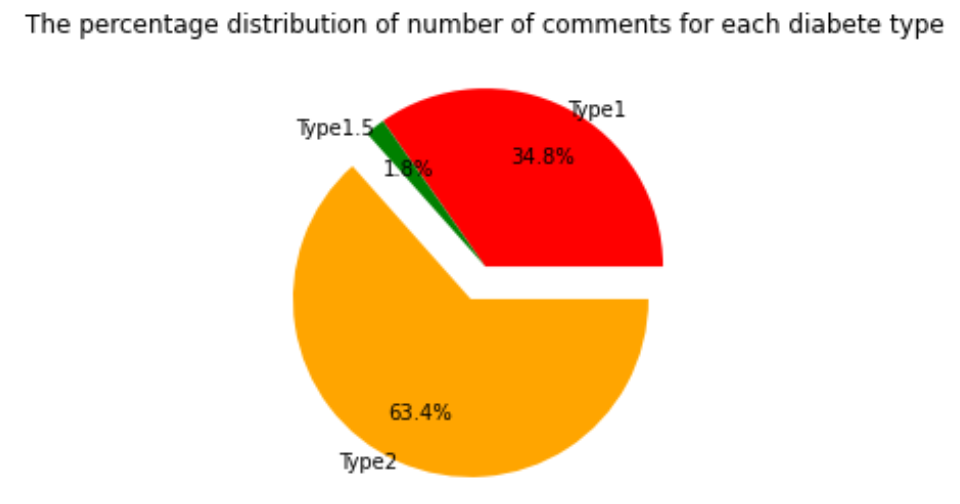 The percentage distribution of number of comments for each diabete type
Type1
Type1.5
34.8%
1.8%
63.4%
Type2